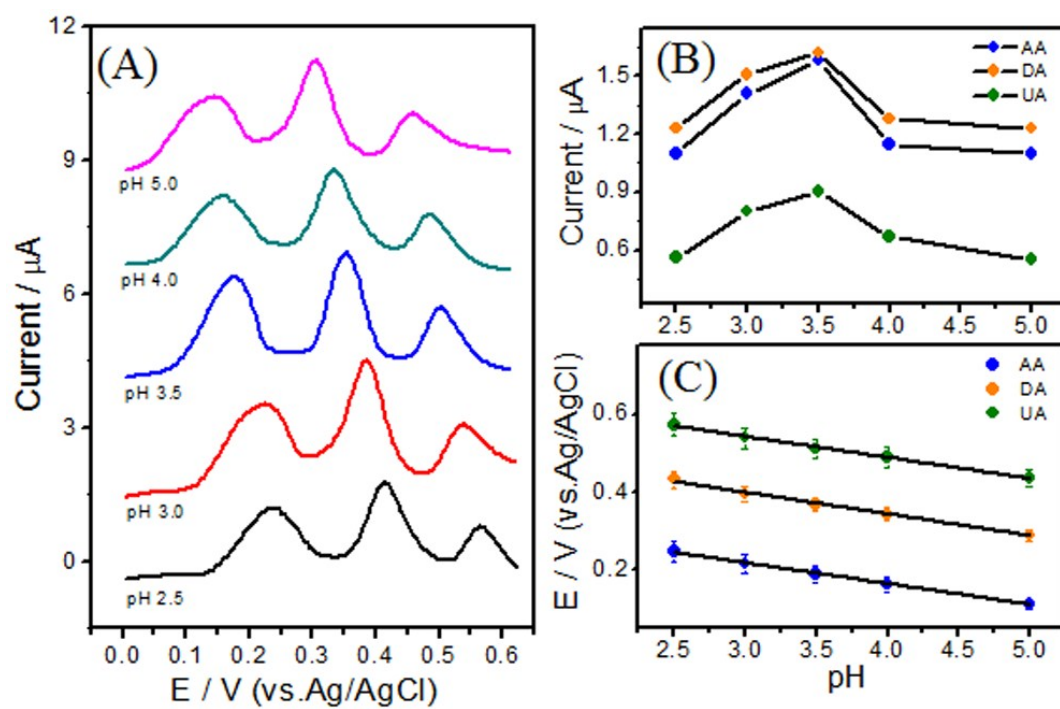 (A)
12
9
6
3
0
Current / μA
pH 5.0
pH 4.0
pH 3.5
pH 3.0
pH 2.5
0.0 0.1 0.2 0.3 0.4 0.5 0.6
E / V (vs.Ag/AgCl)
(B)
AA
DA
UA
1.5
1.2
0.9
0.6
Current / μA
2.5 3.0 3.5 4.0 4.5 5.0
(C)
AA
DA
UA
0.6
0.4
0.2
E / V (vs.Ag/AgCl)
2.5 3.0 3.5 4.0 4.5 5.0
pH